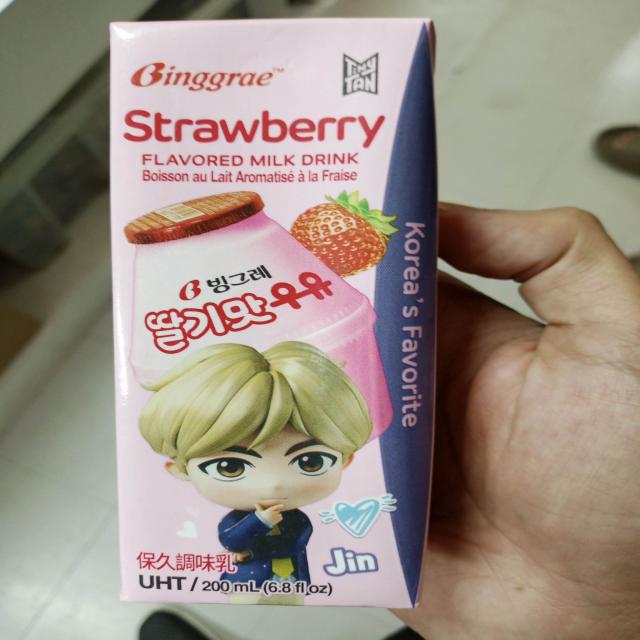 Binggrae™
TINY
TAN
Strawberry
FLAVORED MILK DRINK
Boisson au Lait Aromatisé à la Fraise
빙그레
딸기맛우유
Korea's Favorite
Jin
保久調味乳
UHT / 200 mL (6.8 fl oz)